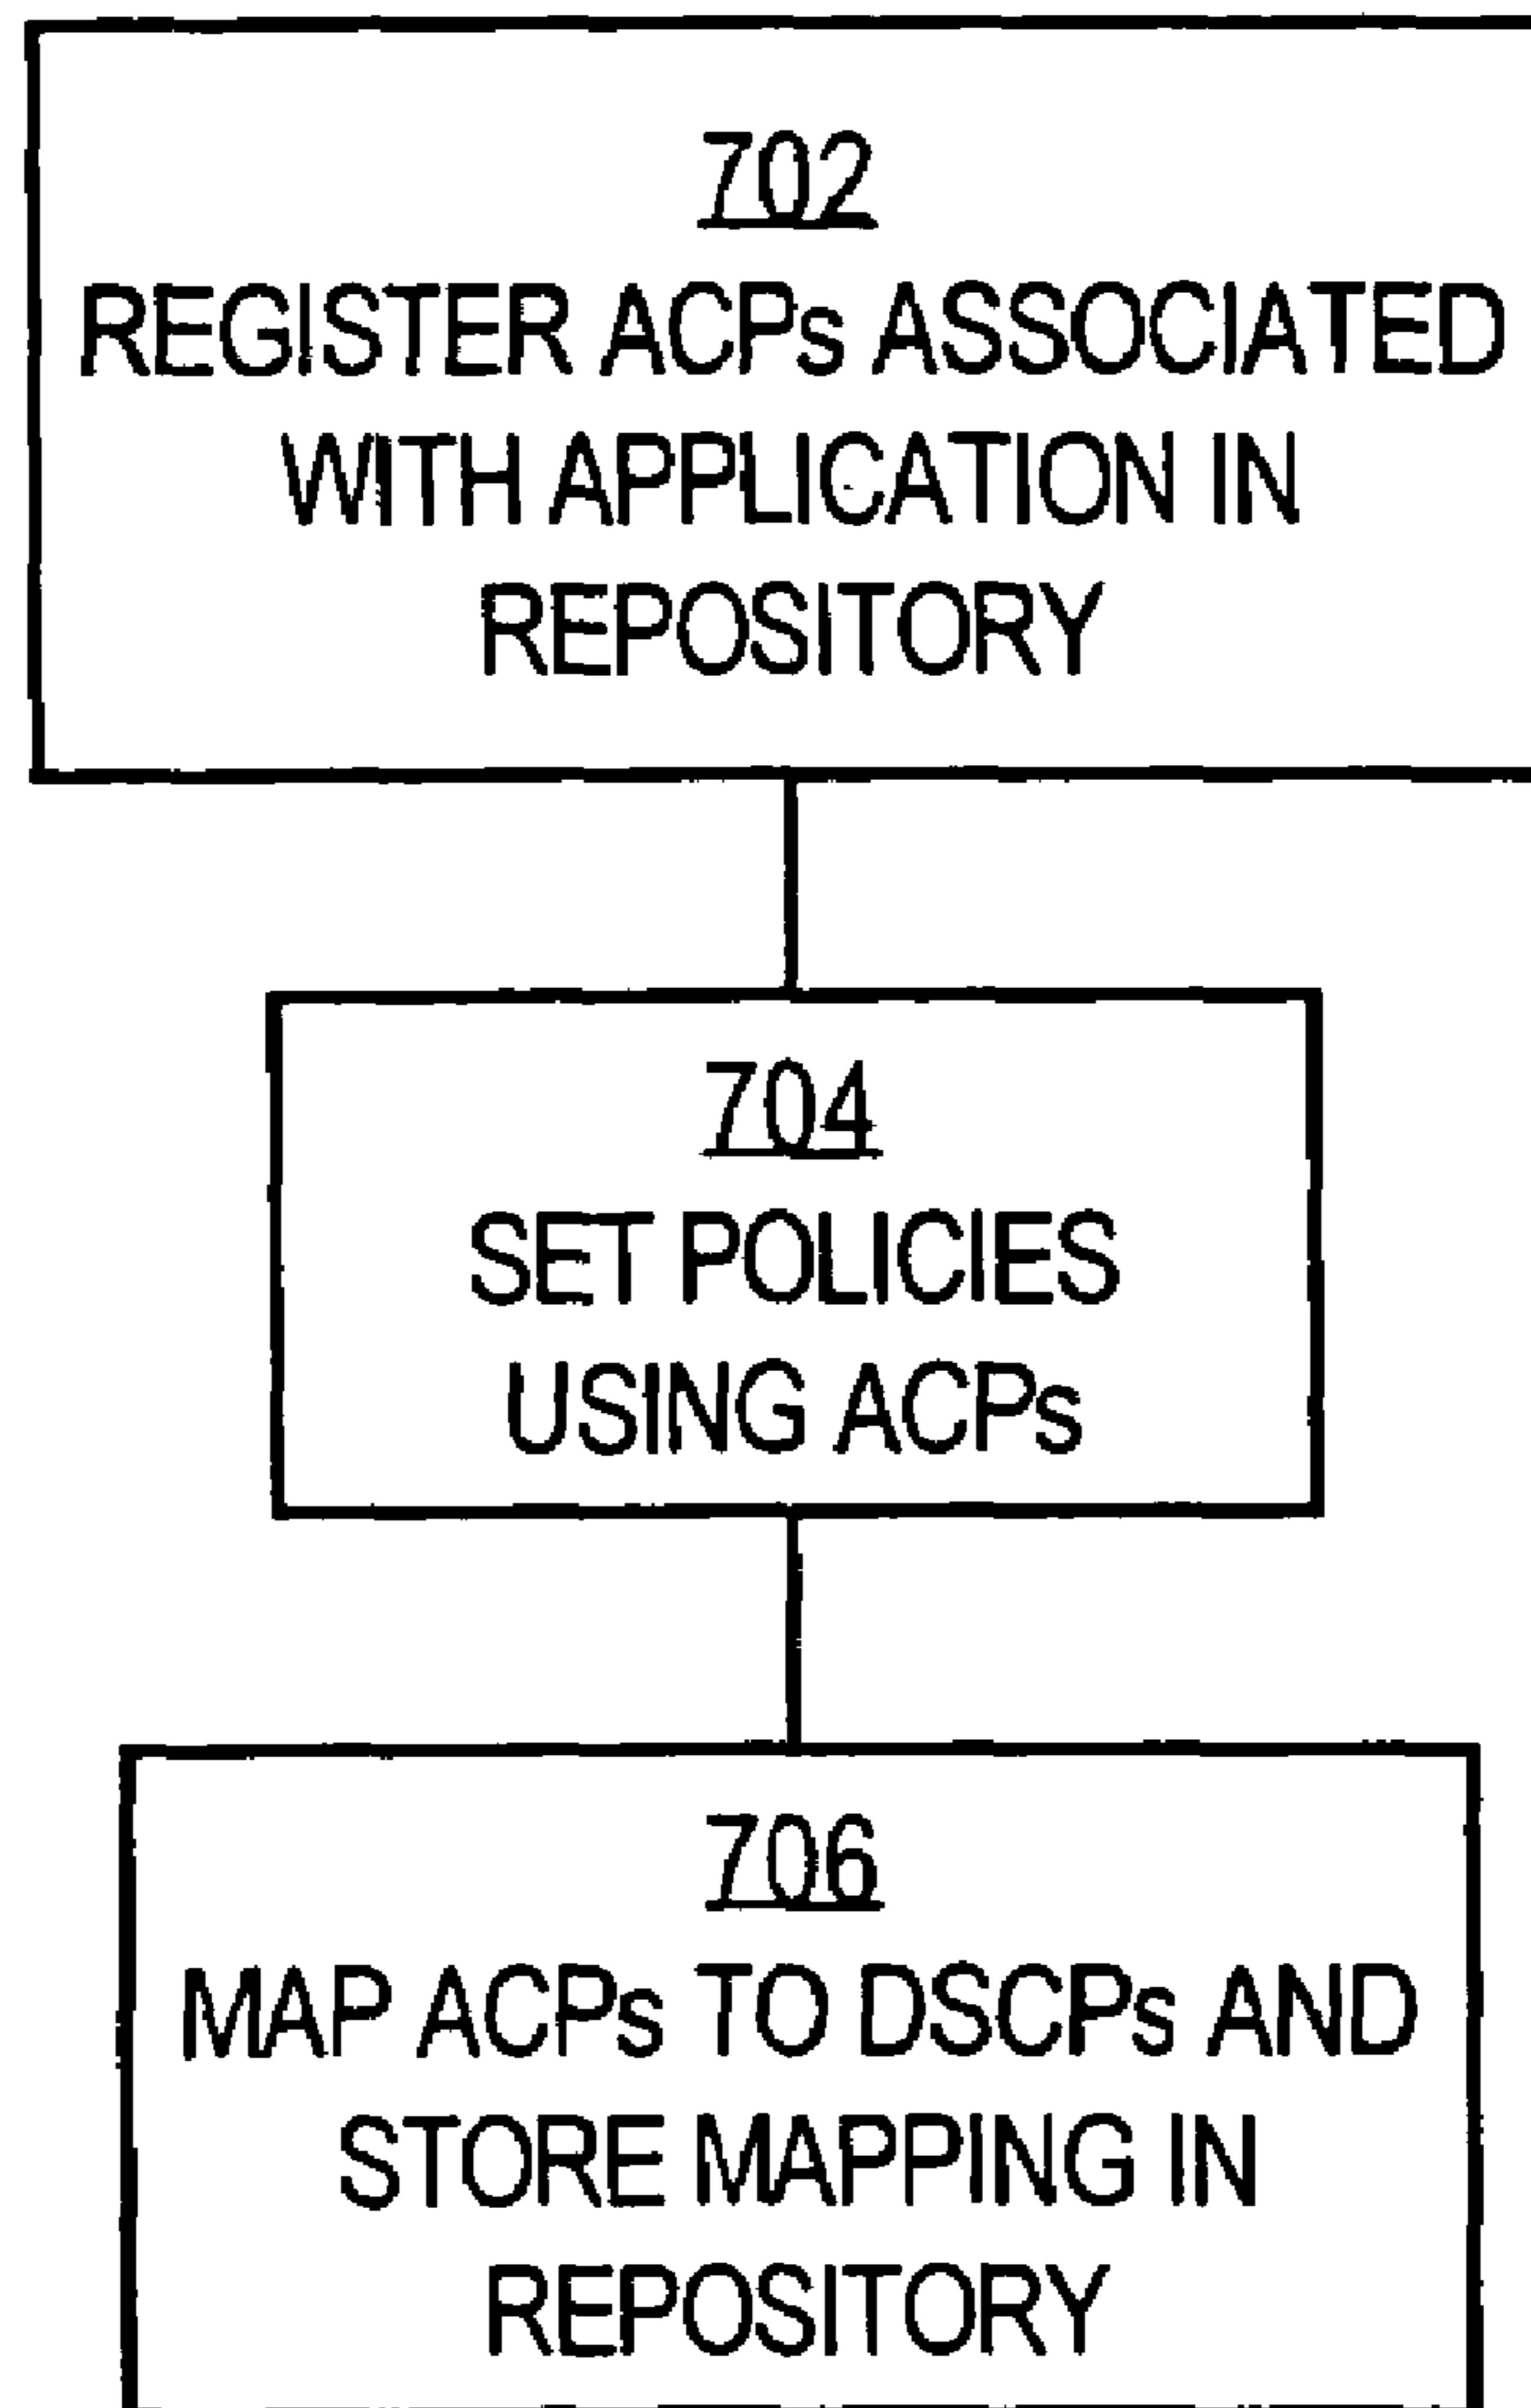 702
REGISTER ACPs ASSOCIATED
WITH APPLICATION IN
REPOSITORY
704
SET POLICIES
USING ACPs
706
MAP ACPs TO DSCPs AND
STORE MAPPING IN
REPOSITORY